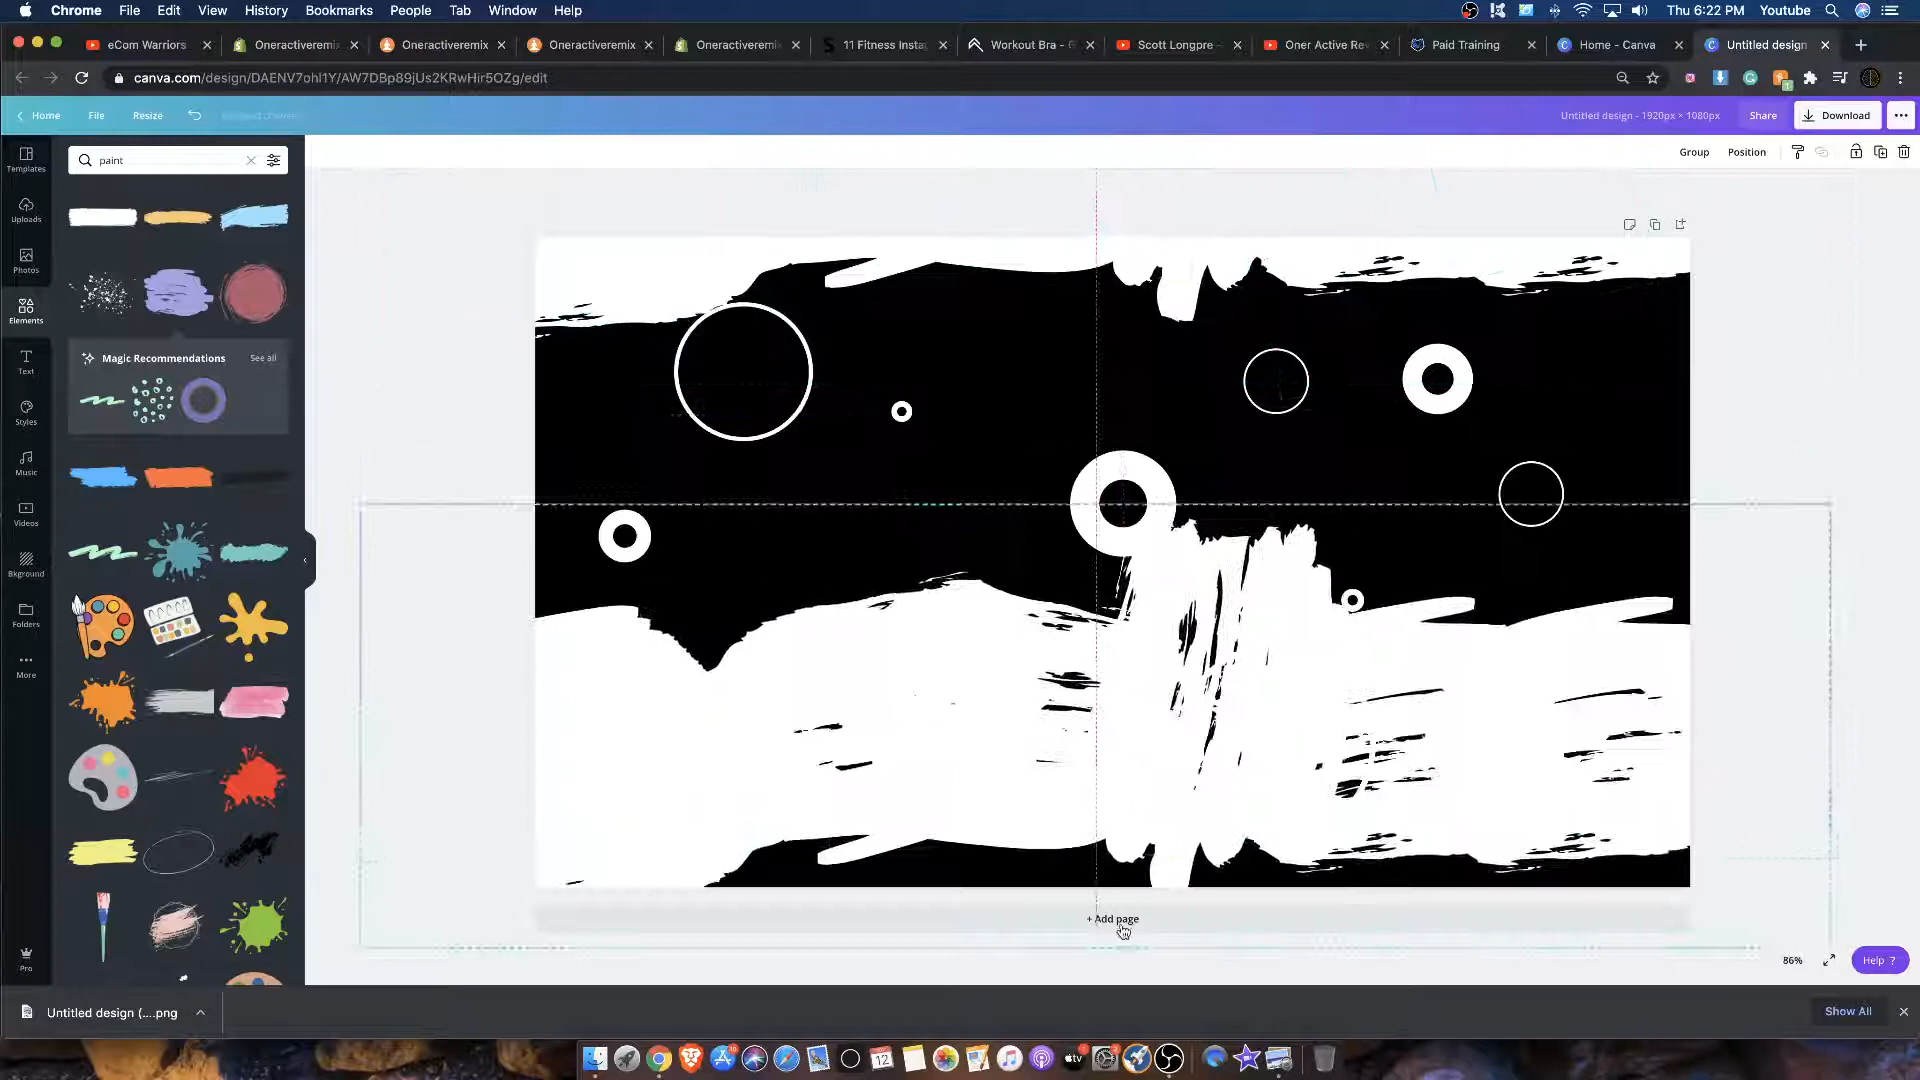 Chrome File Edit View History Bookmarks People Tab Window Help Thu 6:22 PM Youtube
eCom Warriors Oneractiveremix Oneractiveremix Oneractiveremix Oneractiveremi 11 Fitness Insta Workout Bra - G Scott Longpre - Oner Active Rev Paid Training Home - Canva Untitled design
canva.com/design/DAENV7ohl1Y/AW7DBp89jUs2KRwHir5OZg/edit
Home File Resize Untitled design - 1920px × 1080px Share Download
paint
Group Position
Templates
Uploads
Photos
Elements
Magic Recommendations See all
Text
Styles
Music
Videos
Bkground
Folders
More
+ Add page
Pro
86% Help ?
Untitled design (....png Show All
12